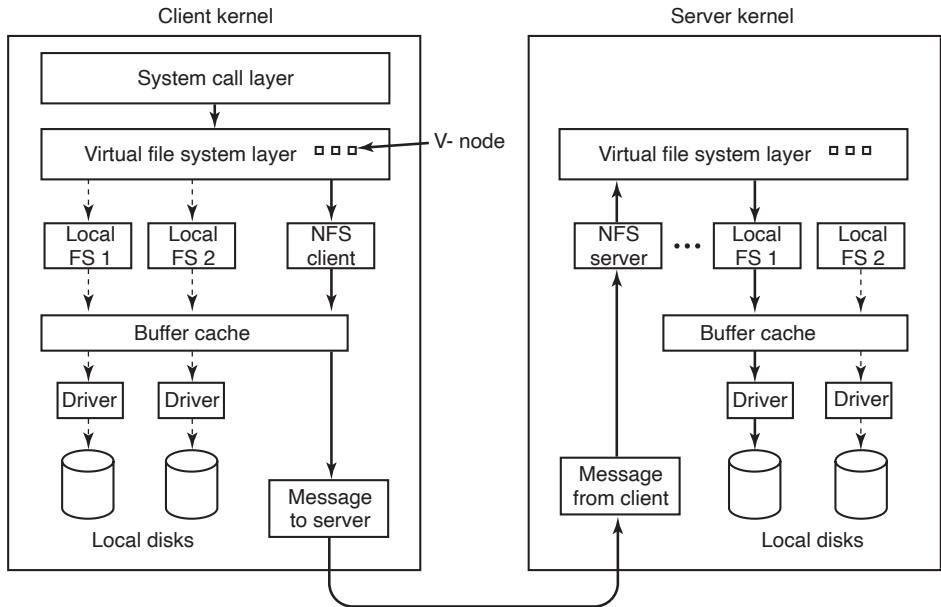 Client kernel
Server kernel
System call layer
Virtual file system layer
V- node
Virtual file system layer
Local
FS 1
Local
FS 2
NFS
client
NFS
server
Local
FS 1
Local
FS 2
Buffer cache
Buffer cache
Driver
Driver
Driver
Driver
Message
to server
Message
from client
Local disks
Local disks